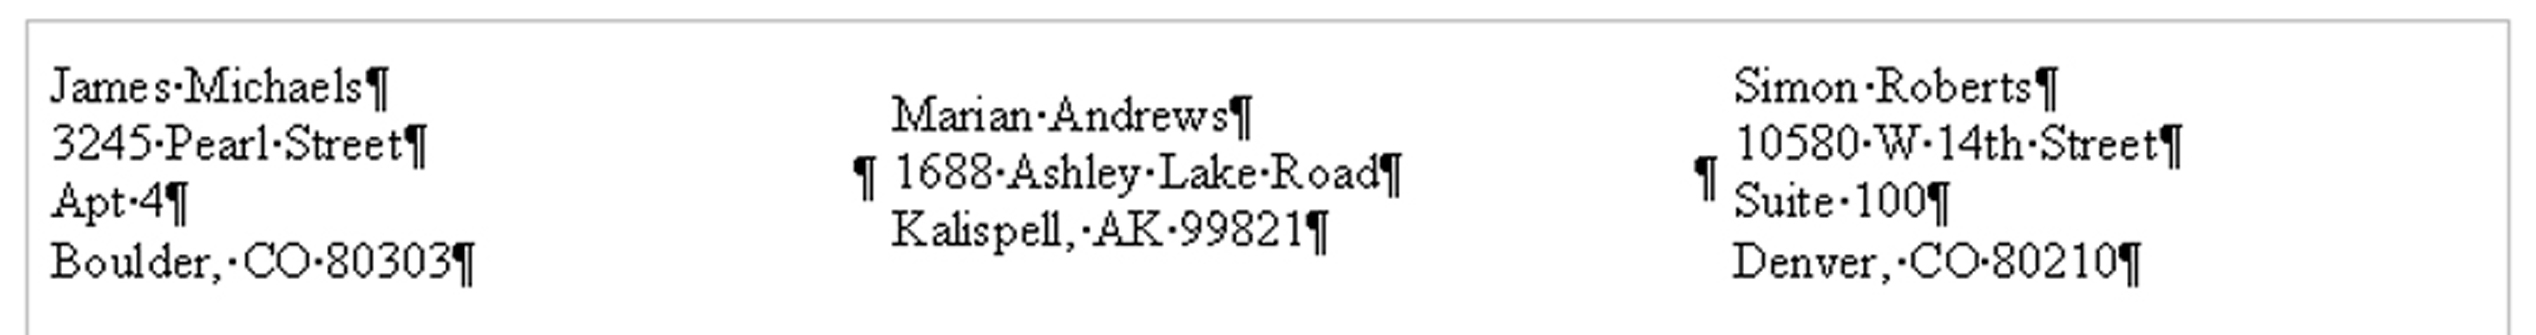 James·Michaels¶
3245·Pearl·Street¶
Apt·4¶
Boulder,·CO·80303¶
¶
Marian·Andrews¶
1688·Ashley·Lake·Road¶
Kalispell,·AK·99821¶
¶
Simon·Roberts¶
10580·W·14th·Street¶
Suite·100¶
Denver,·CO·80210¶